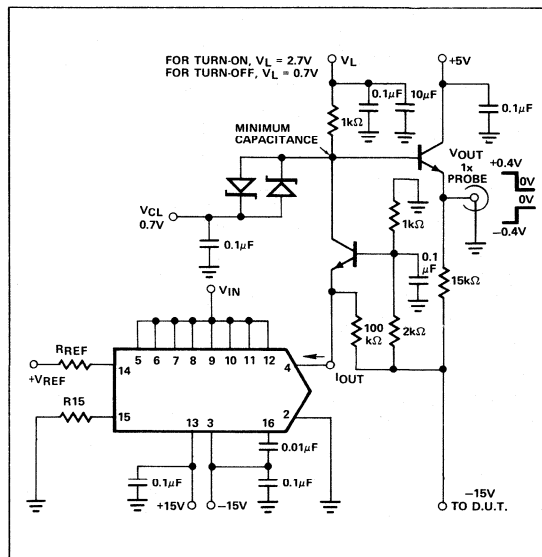 FOR TURN-ON, VL = 2.7V
FOR TURN-OFF, VL = 0.7V
VL
+5V
0.1μF
10μF
0.1μF
1kΩ
MINIMUM
CAPACITANCE
VOUT
1x
PROBE
+0.4V
0V
0V
-0.4V
VCL
0.7V
0.1μF
1kΩ
0.1
μF
15kΩ
VIN
100
kΩ
2kΩ
RREF
+VREF
5 6 7 8 9 10 11 12
14
4
IOUT
R15
15
2
13 3 16
0.01μF
0.1μF
0.1μF
+15V
-15V
-15V
TO D.U.T.